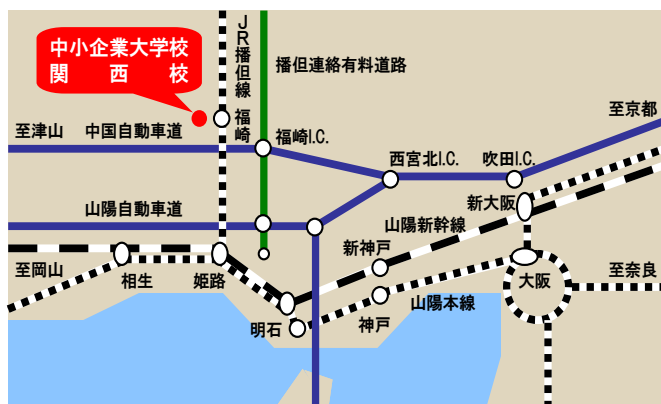 中小企業大学校
関西校
JR播但線
福崎
播但連絡有料道路
至京都
至津山
中国自動車道
福崎I.C.
西宮北I.C.
吹田I.C.
新大阪
山陽自動車道
山陽新幹線
新神戸
至岡山
相生
姫路
大阪
至奈良
山陽本線
明石
神戸